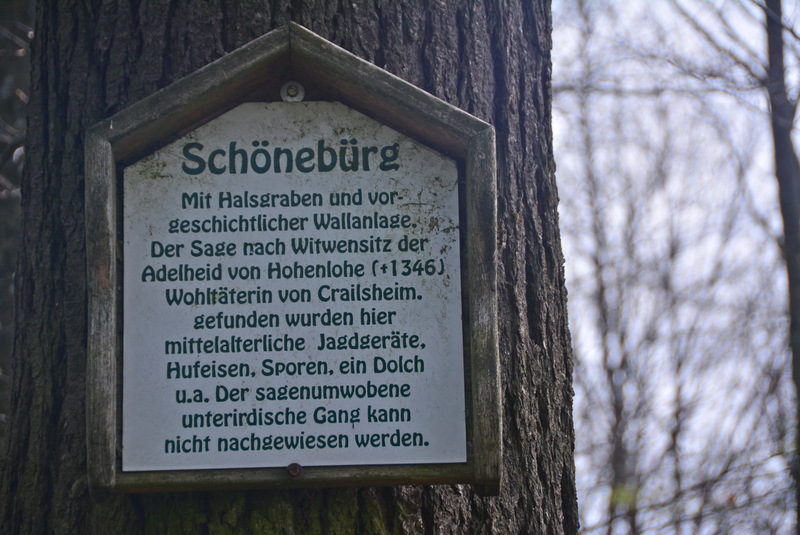 Schönebürg
Mit Halsgraben und vor-
geschichtlicher Wallanlage.
Der Sage nach Witwensitz der
Adelheid von Hohenlohe (+1346)
Wohltäterin von Crailsheim.
gefunden wurden hier
mittelalterliche Jagdgeräte,
Hufeisen, Sporen, ein Dolch
u.a. Der sagenumwobene
unterirdische Gang kann
nicht nachgewiesen werden.